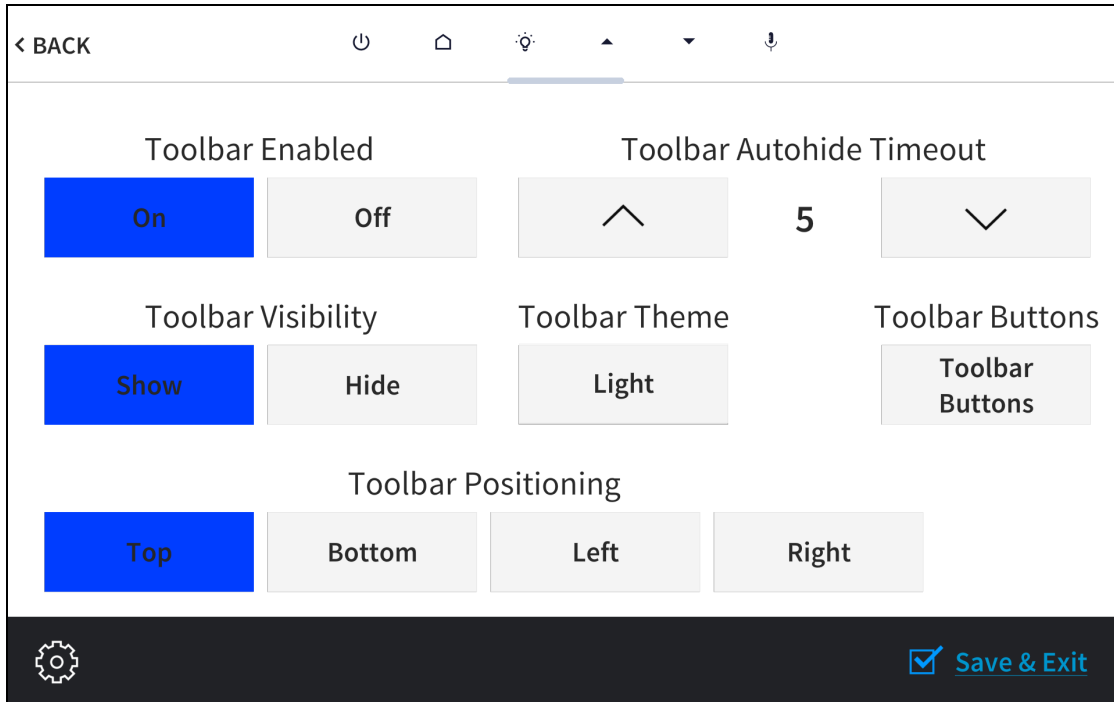 < BACK
Toolbar Enabled
Toolbar Autohide Timeout
On
Off
5
Toolbar Visibility
Toolbar Theme
Toolbar Buttons
Show
Hide
Light
Toolbar
Buttons
Toolbar Positioning
Top
Bottom
Left
Right
Save & Exit